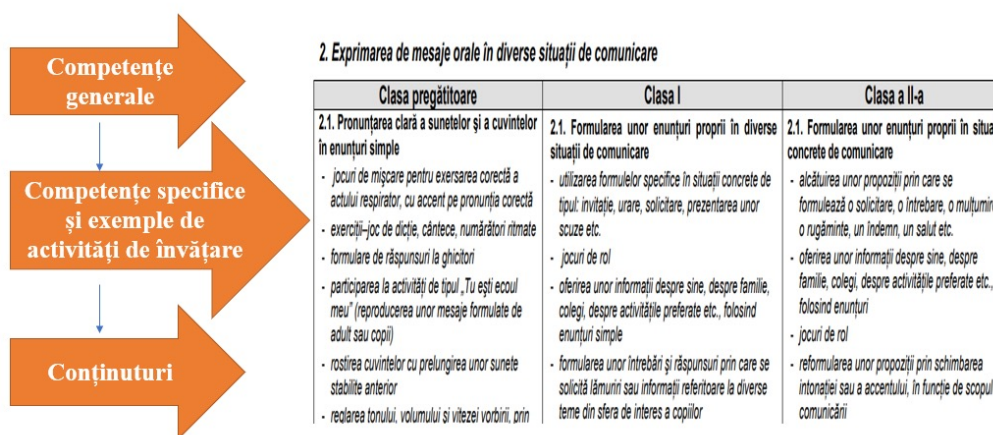 Competențe
generale
Competențe specifice
și exemple de
activități de învățare
Conținuturi
2. Exprimarea de mesaje orale în diverse situații de comunicare
Clasa pregătitoare
2.1. Pronunțarea clară a sunetelor și a cuvintelor
în enunțuri simple
- jocuri de mișcare pentru exersarea corectă a
actului respirator, cu accent pe pronunția corectă
- exerciții–joc de dicție, cântece, numărători ritmate
- formulare de răspunsuri la ghicitori
- participarea la activități de tipul „Tu ești ecoul
meu” (reproducerea unor mesaje formulate de
adult sau copii)
- rostirea cuvintelor cu prelungirea unor sunete
stabilite anterior
- reglarea tonului, volumului și vitezei vorbirii, prin
Clasa I
2.1. Formularea unor enunțuri proprii în diverse
situații de comunicare
- utilizarea formulelor specifice în situații concrete de
tipul: invitație, urare, solicitare, prezentarea unor
scuze etc.
- jocuri de rol
- oferirea unor informații despre sine, despre familie,
colegi, despre activitățile preferate etc., folosind
enunțuri simple
- formularea unor întrebări și răspunsuri prin care se
solicită lămuriri sau informații referitoare la diverse
teme din sfera de interes a copiilor
Clasa a II-a
2.1. Formularea unor enunțuri proprii în situa
concrete de comunicare
- alcătuirea unor propoziții prin care se
formulează o solicitare, o întrebare, o mulțumir
o rugăminte, un îndemn, un salut etc.
- oferirea unor informații despre sine, despre
familie, colegi, despre activitățile preferate etc.,
folosind enunțuri
- jocuri de rol
- reformularea unor propoziții prin schimbarea
intonației sau a accentului, în funcție de scopul
comunicării